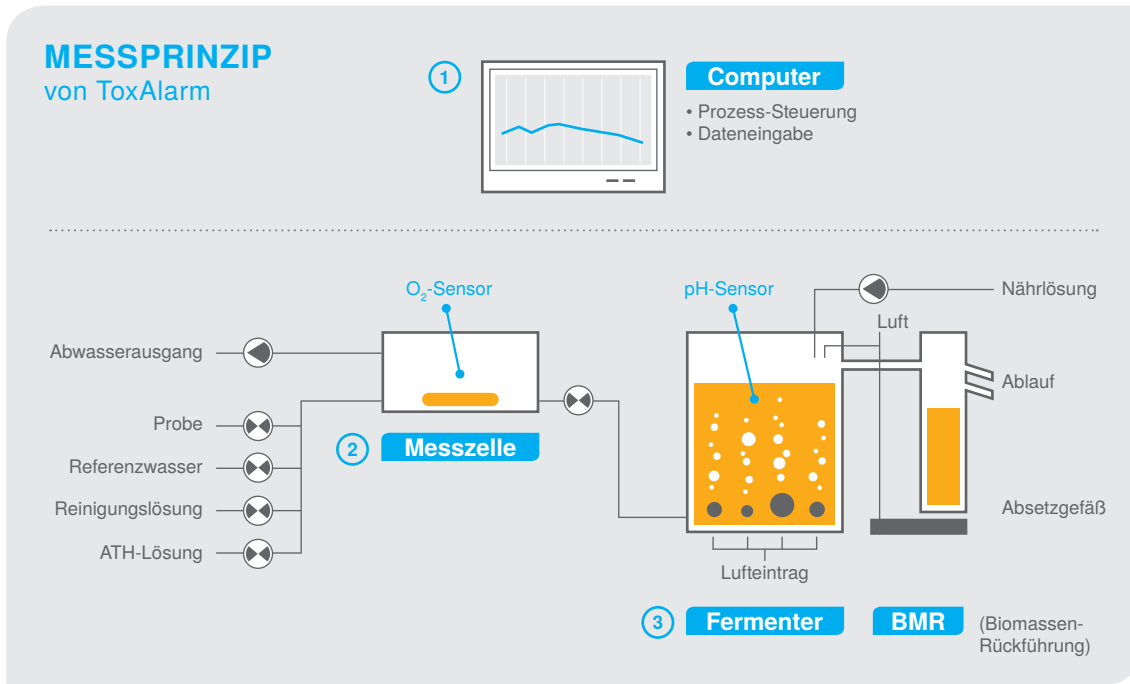 MESSPRINZIP
von ToxAlarm
1
Computer
• Prozess-Steuerung
• Dateneingabe
O₂-Sensor
pH-Sensor
Nährlösung
Luft
Abwasserausgang
Ablauf
Probe
2
Messzelle
Referenzwasser
Reinigungslösung
Absetzgefäß
ATH-Lösung
Lufteintrag
3
Fermenter
BMR
(Biomassen-
Rückführung)